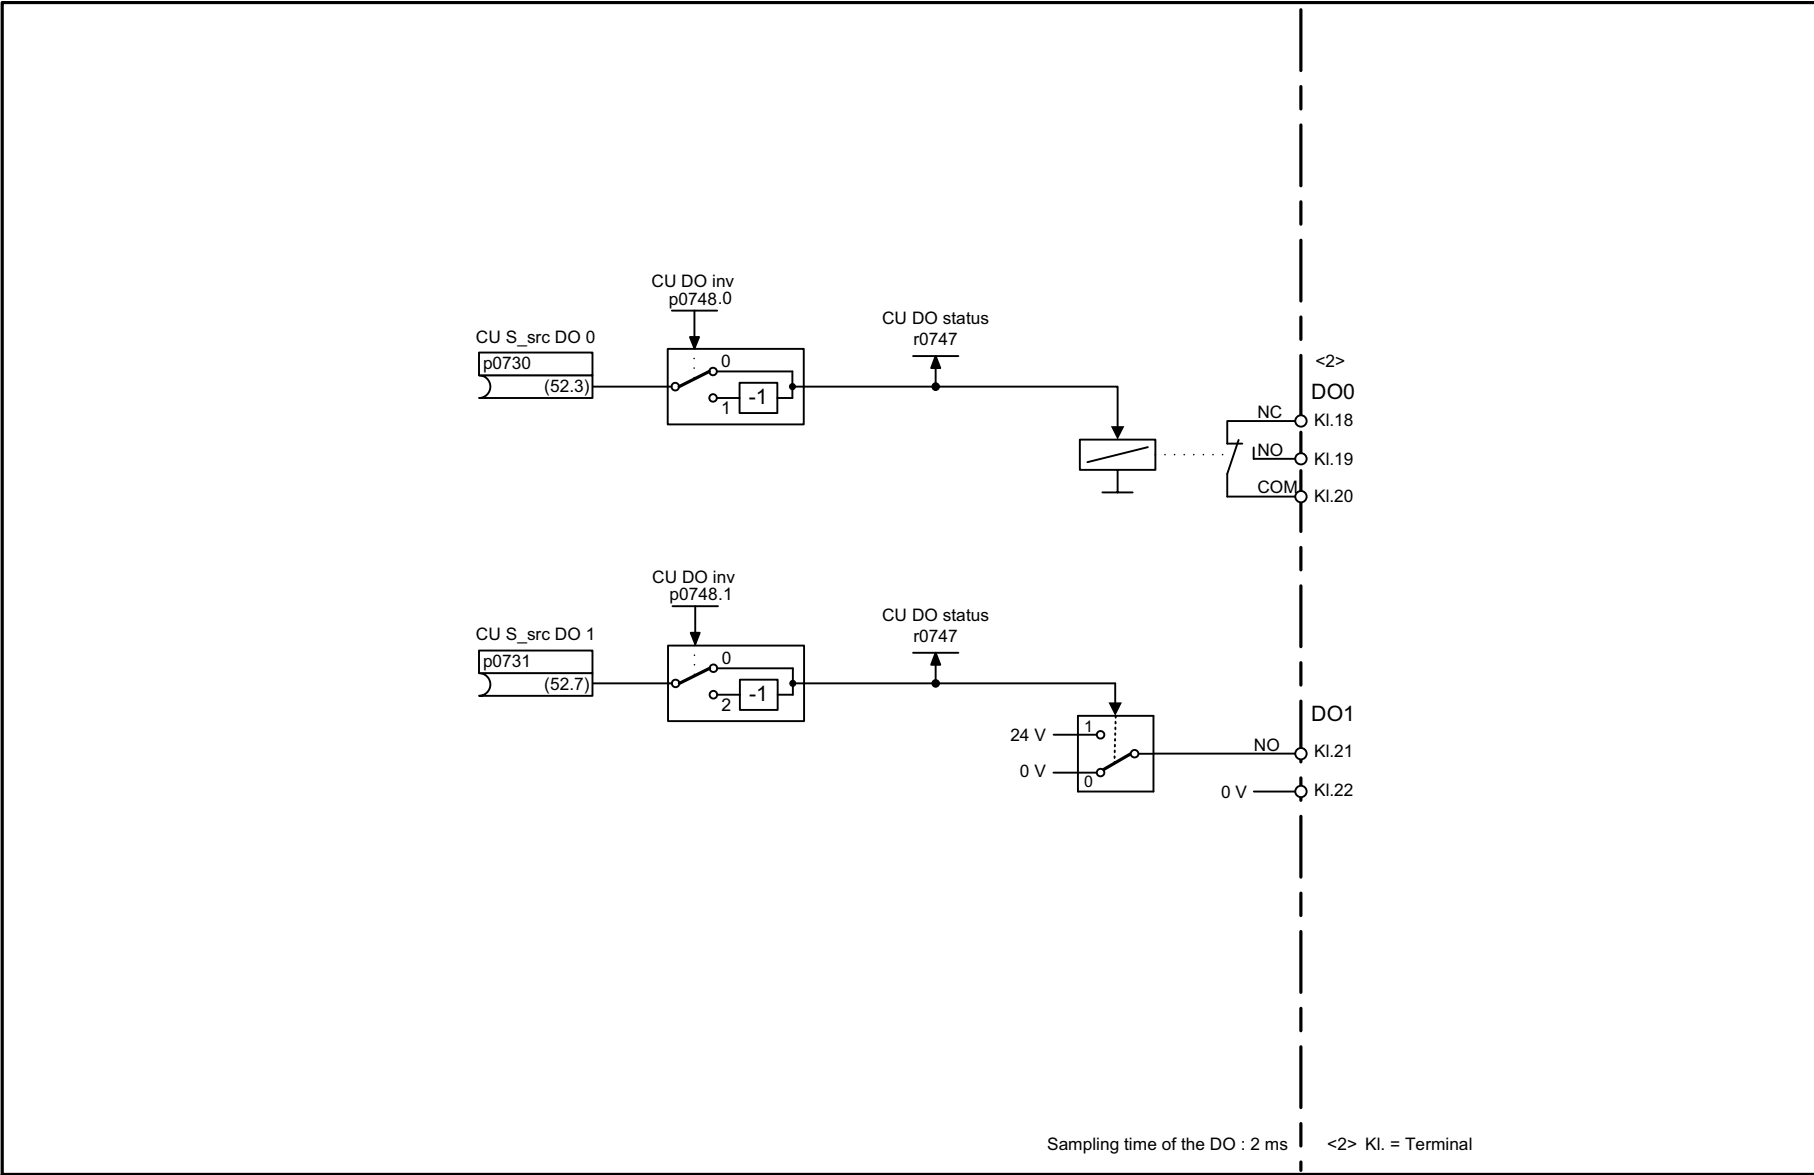 CU DO inv
p0748.0
CU S_src DO 0
p0730
(52.3)
0
1
-1
CU DO status
r0747
<2>
DO0
NC
Kl.18
NO
Kl.19
COM
Kl.20
CU DO inv
p0748.1
CU S_src DO 1
p0731
(52.7)
0
2
-1
CU DO status
r0747
24 V
1
0 V
0
DO1
NO
Kl.21
0 V
Kl.22
Sampling time of the DO : 2 ms
<2> Kl. = Terminal